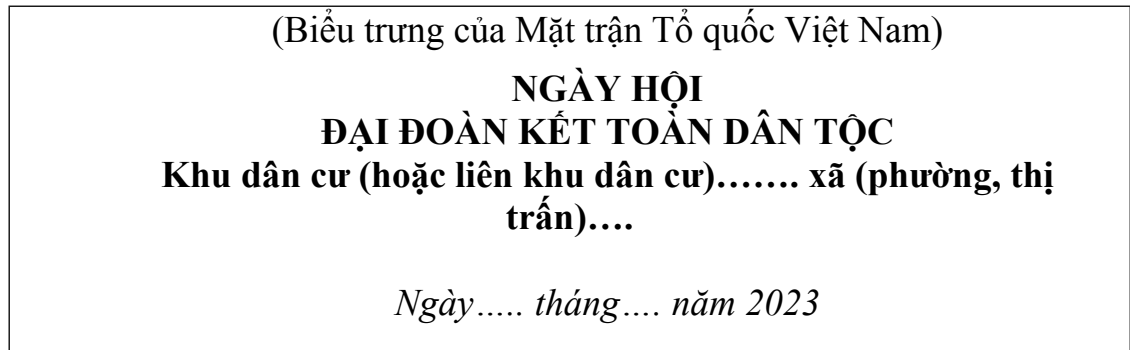 (Biểu trưng của Mặt trận Tổ quốc Việt Nam)
NGÀY HỘI
ĐẠI ĐOÀN KẾT TOÀN DÂN TỘC
Khu dân cư (hoặc liên khu dân cư)……. xã (phường, thị
trấn)….
Ngày….. tháng…. năm 2023